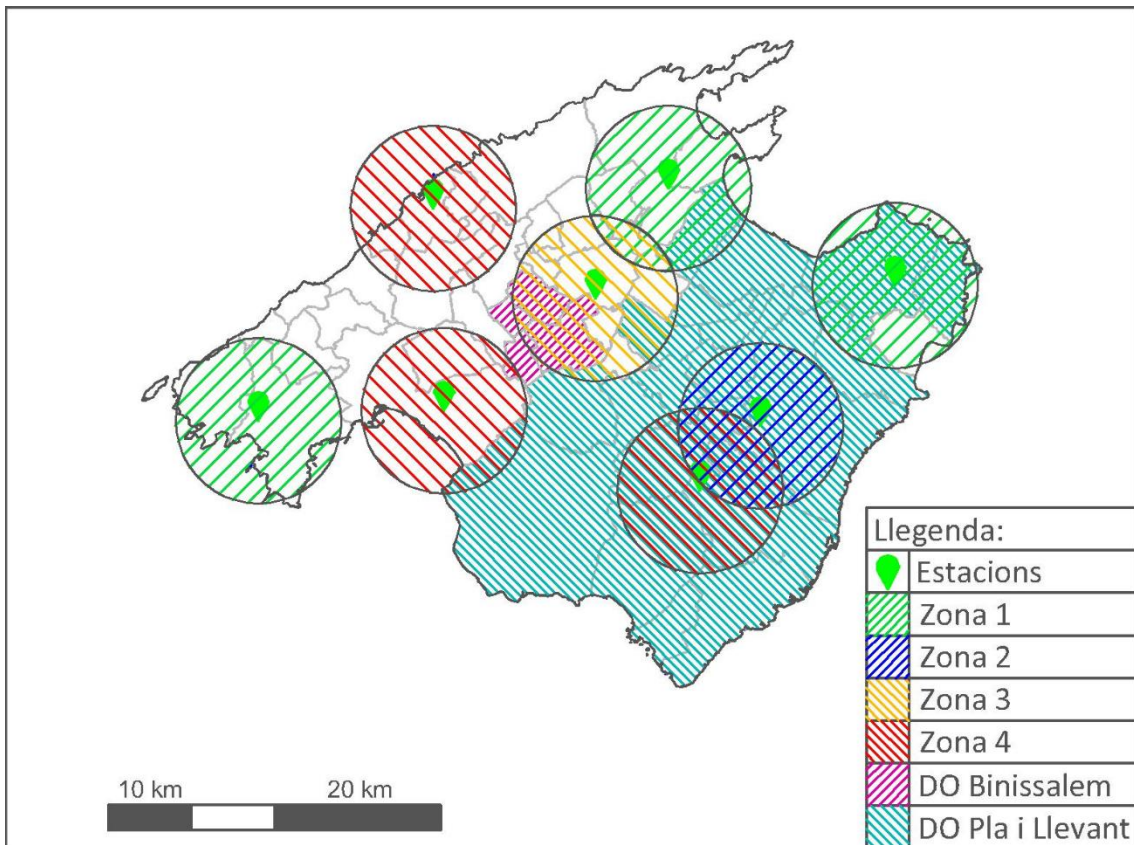 Llegenda:
Estacions
Zona 1
Zona 2
Zona 3
Zona 4
DO Binissalem
DO Pla i Llevant
10 km 20 km